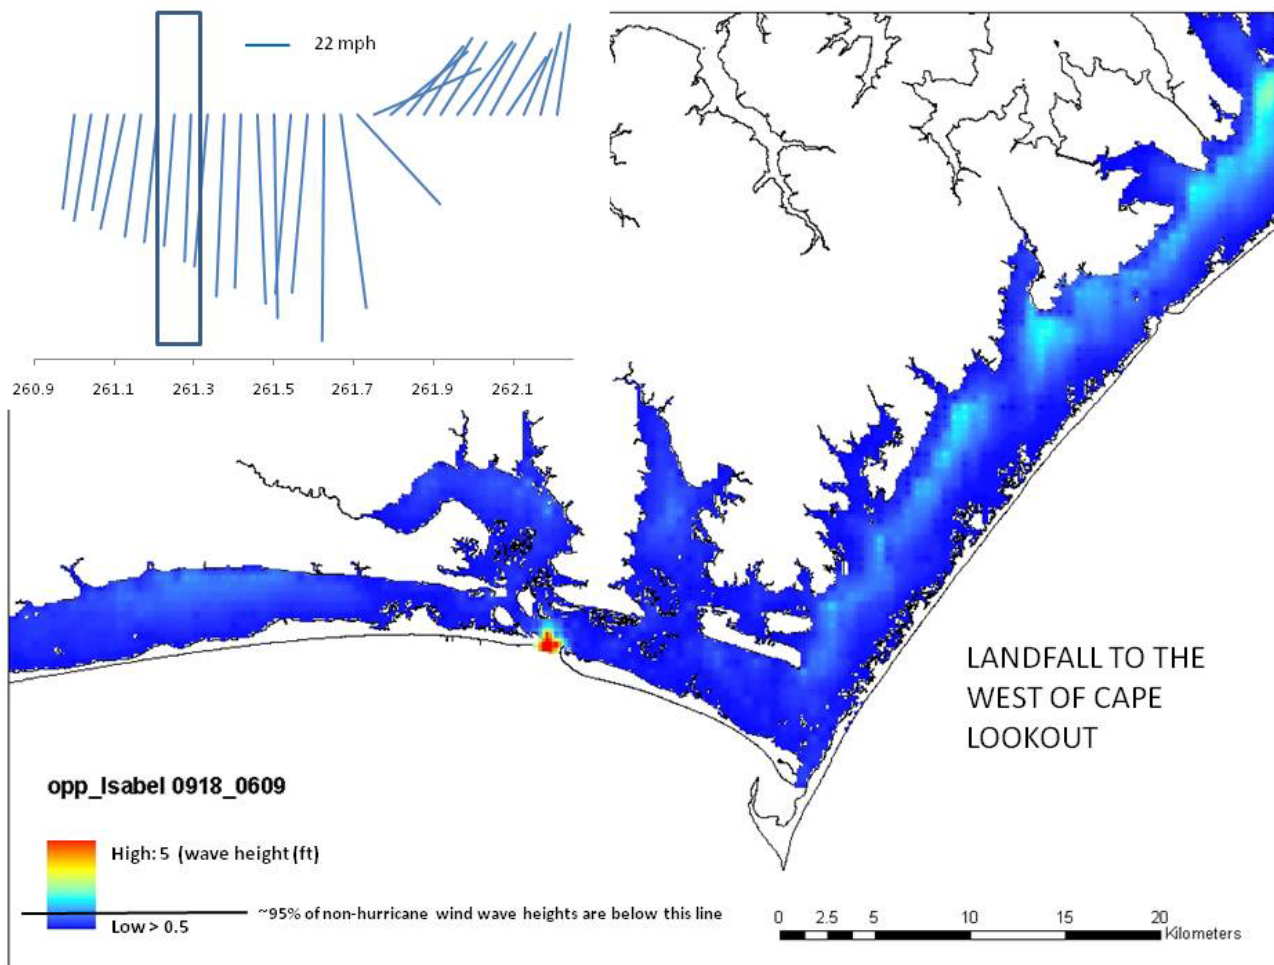 22 mph
260.9 261.1 261.3 261.5 261.7 261.9 262.1
LANDFALL TO THE
WEST OF CAPE
LOOKOUT
opp_Isabel 0918_0609
High: 5 (wave height (ft)
~95% of non-hurricane wind wave heights are below this line
Low > 0.5
0 2.5 5 10 15 20
Kilometers